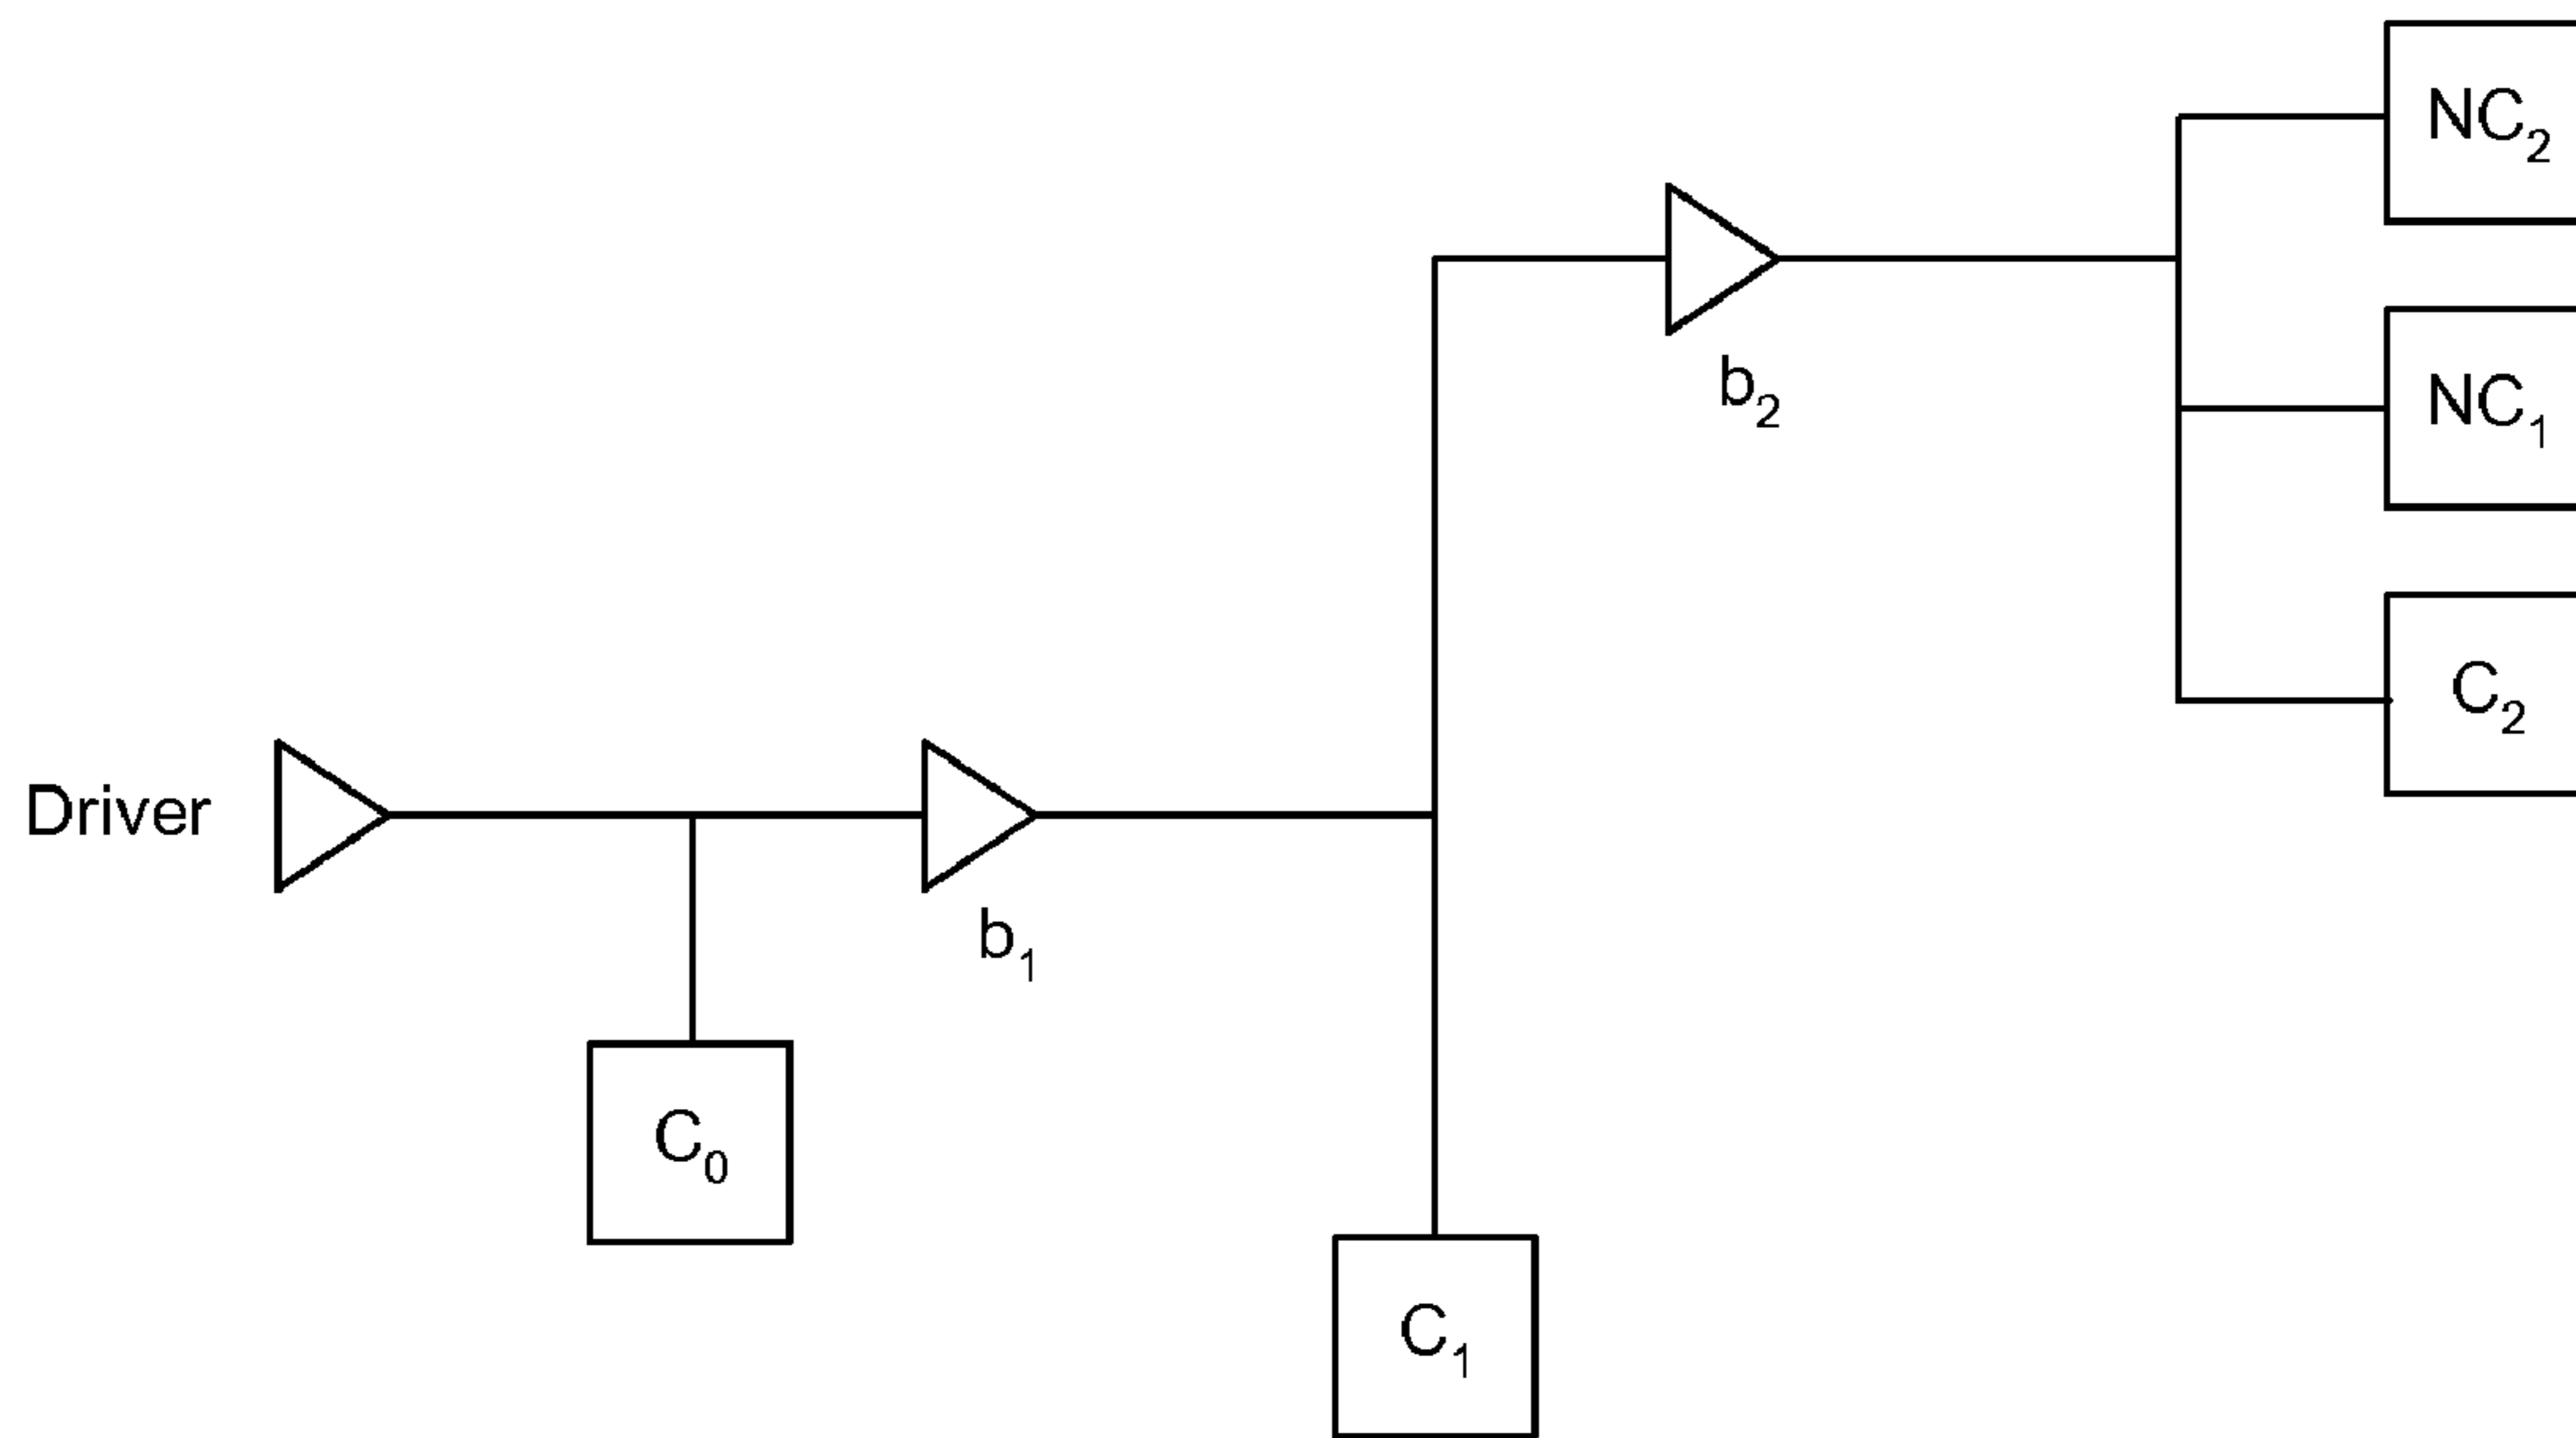 NC₂
b₂
NC₁
C₂
Driver
b₁
C₀
C₁